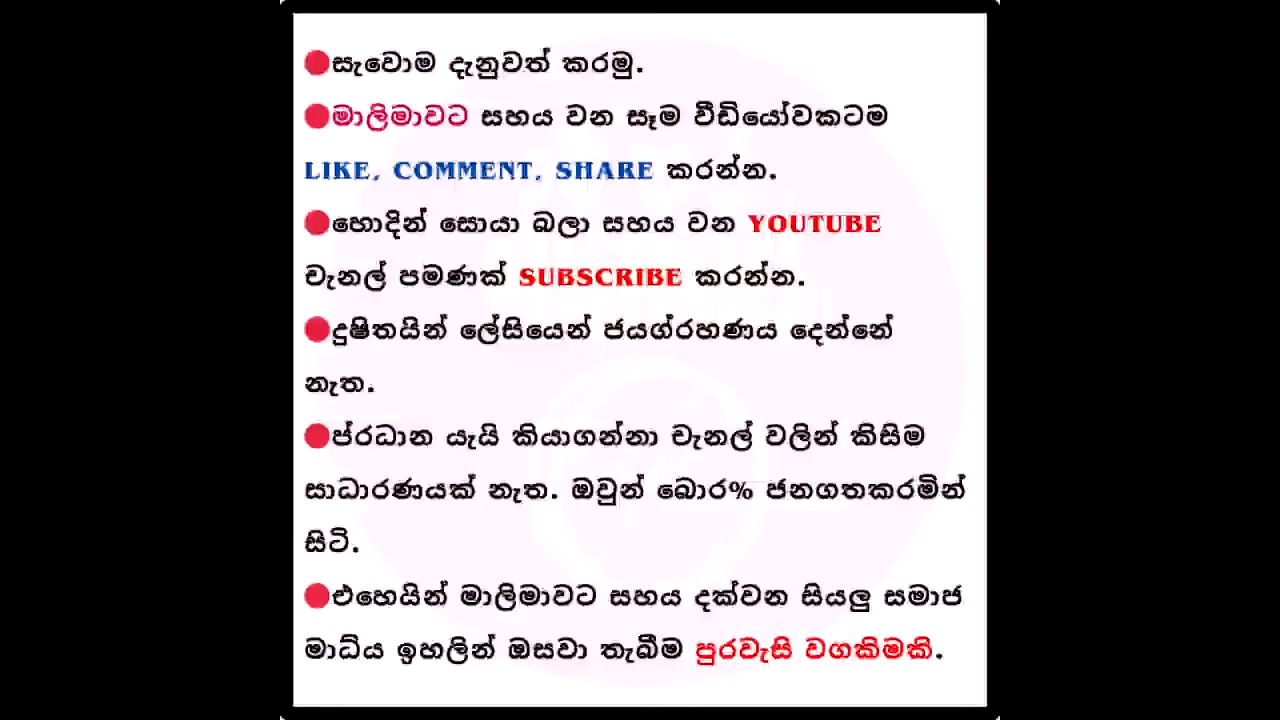 🔴සැවොම දැනුවත් කරමු.
🔴මාලිමාවට සහය වන සෑම වීඩියෝවකටම
LIKE, COMMENT, SHARE කරන්න.
🔴හොදින් සොයා බලා සහය වන YOUTUBE
චැනල් පමණක් SUBSCRIBE කරන්න.
🔴දුෂිතයින් ලේසියෙන් ජයග්රහණය දෙන්නේ
නැත.
🔴ප්රධාන යැයි කියාගන්නා චැනල් වලින් කිසිම
සාධාරණයක් නැත. ඔවුන් බොර% ජනගතකරමින්
සිටි.
🔴එහෙයින් මාලිමාවට සහය දක්වන සියලු සමාජ
මාධ්ය ඉහලින් ඔසවා තැබීම පුරවැසි වගකිමකි.